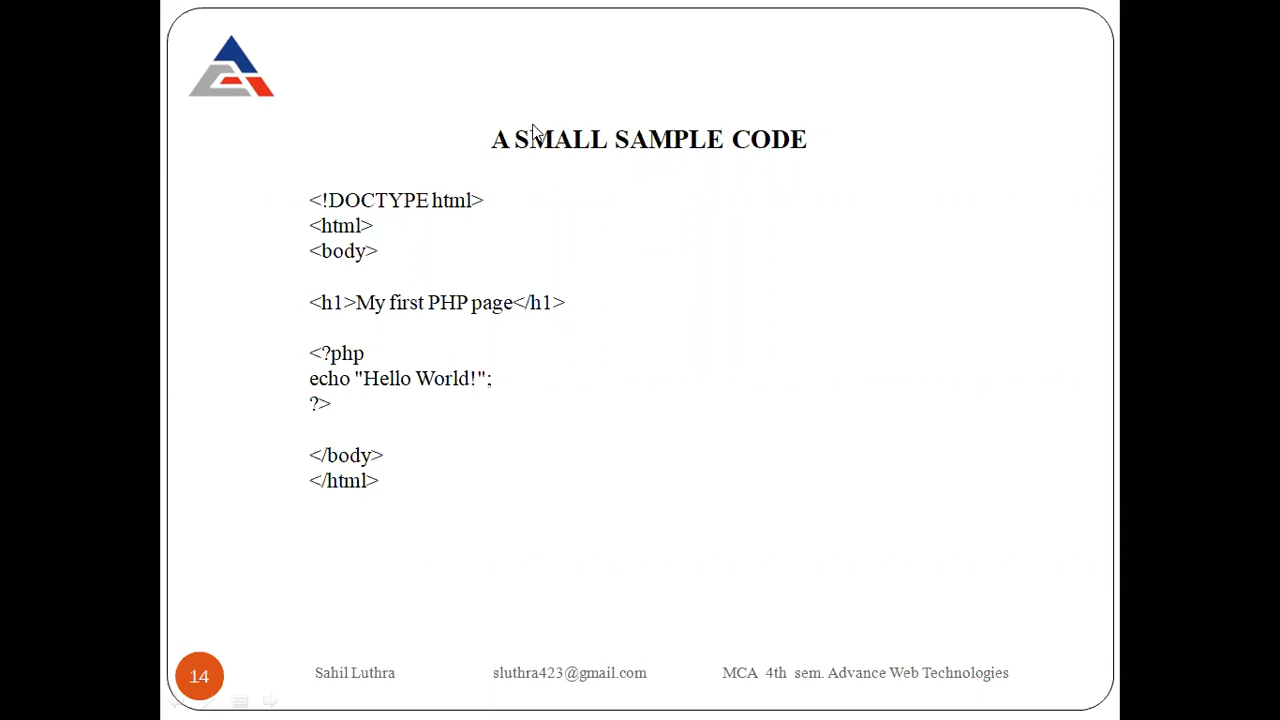 A SMALL SAMPLE CODE
<!DOCTYPE html>
<html>
<body>
<h1>My first PHP page</h1>
<?php
echo "Hello World!";
?>
</body>
</html>
14 Sahil Luthra sluthra423@gmail.com MCA 4th sem. Advance Web Technologies